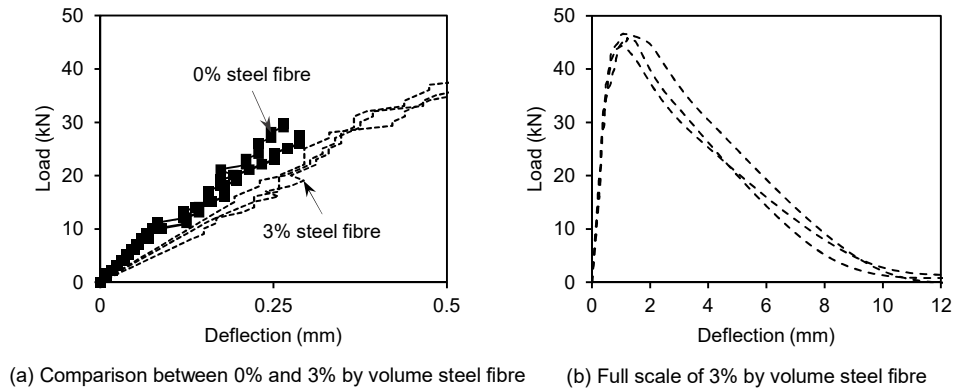 50
40
30
20
10
0
Load (kN)
0% steel fibre
3% steel fibre
0
0.25
0.5
Deflection (mm)
(a) Comparison between 0% and 3% by volume steel fibre
50
40
30
20
10
0
Load (kN)
0
2
4
6
8
10
12
Deflection (mm)
(b) Full scale of 3% by volume steel fibre